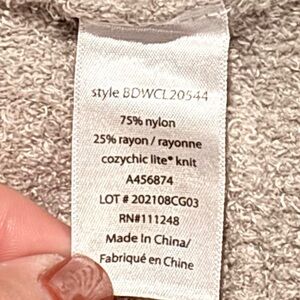 style BDWCL20544
75% nylon
25% rayon / rayonne
cozychic lite® knit
A456874
LOT # 202108CG03
RN#111248
Made In China/
Fabriqué en Chine